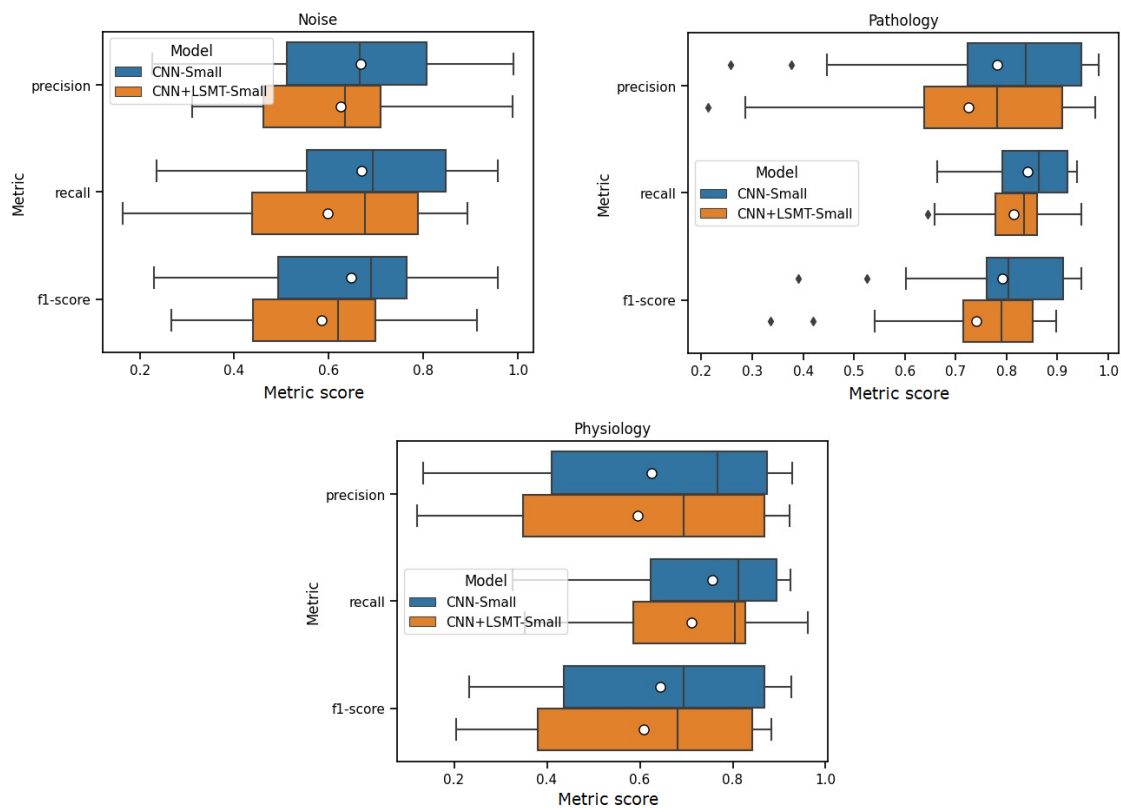 Noise
Model
CNN-Small
CNN+LSMT-Small
precision
recall
f1-score
Metric
0.2 0.4 0.6 0.8 1.0
Metric score
Pathology
precision
Model
CNN-Small
CNN+LSMT-Small
recall
f1-score
Metric
0.2 0.3 0.4 0.5 0.6 0.7 0.8 0.9 1.0
Metric score
Physiology
precision
Model
CNN-Small
CNN+LSMT-Small
recall
f1-score
Metric
0.2 0.4 0.6 0.8 1.0
Metric score